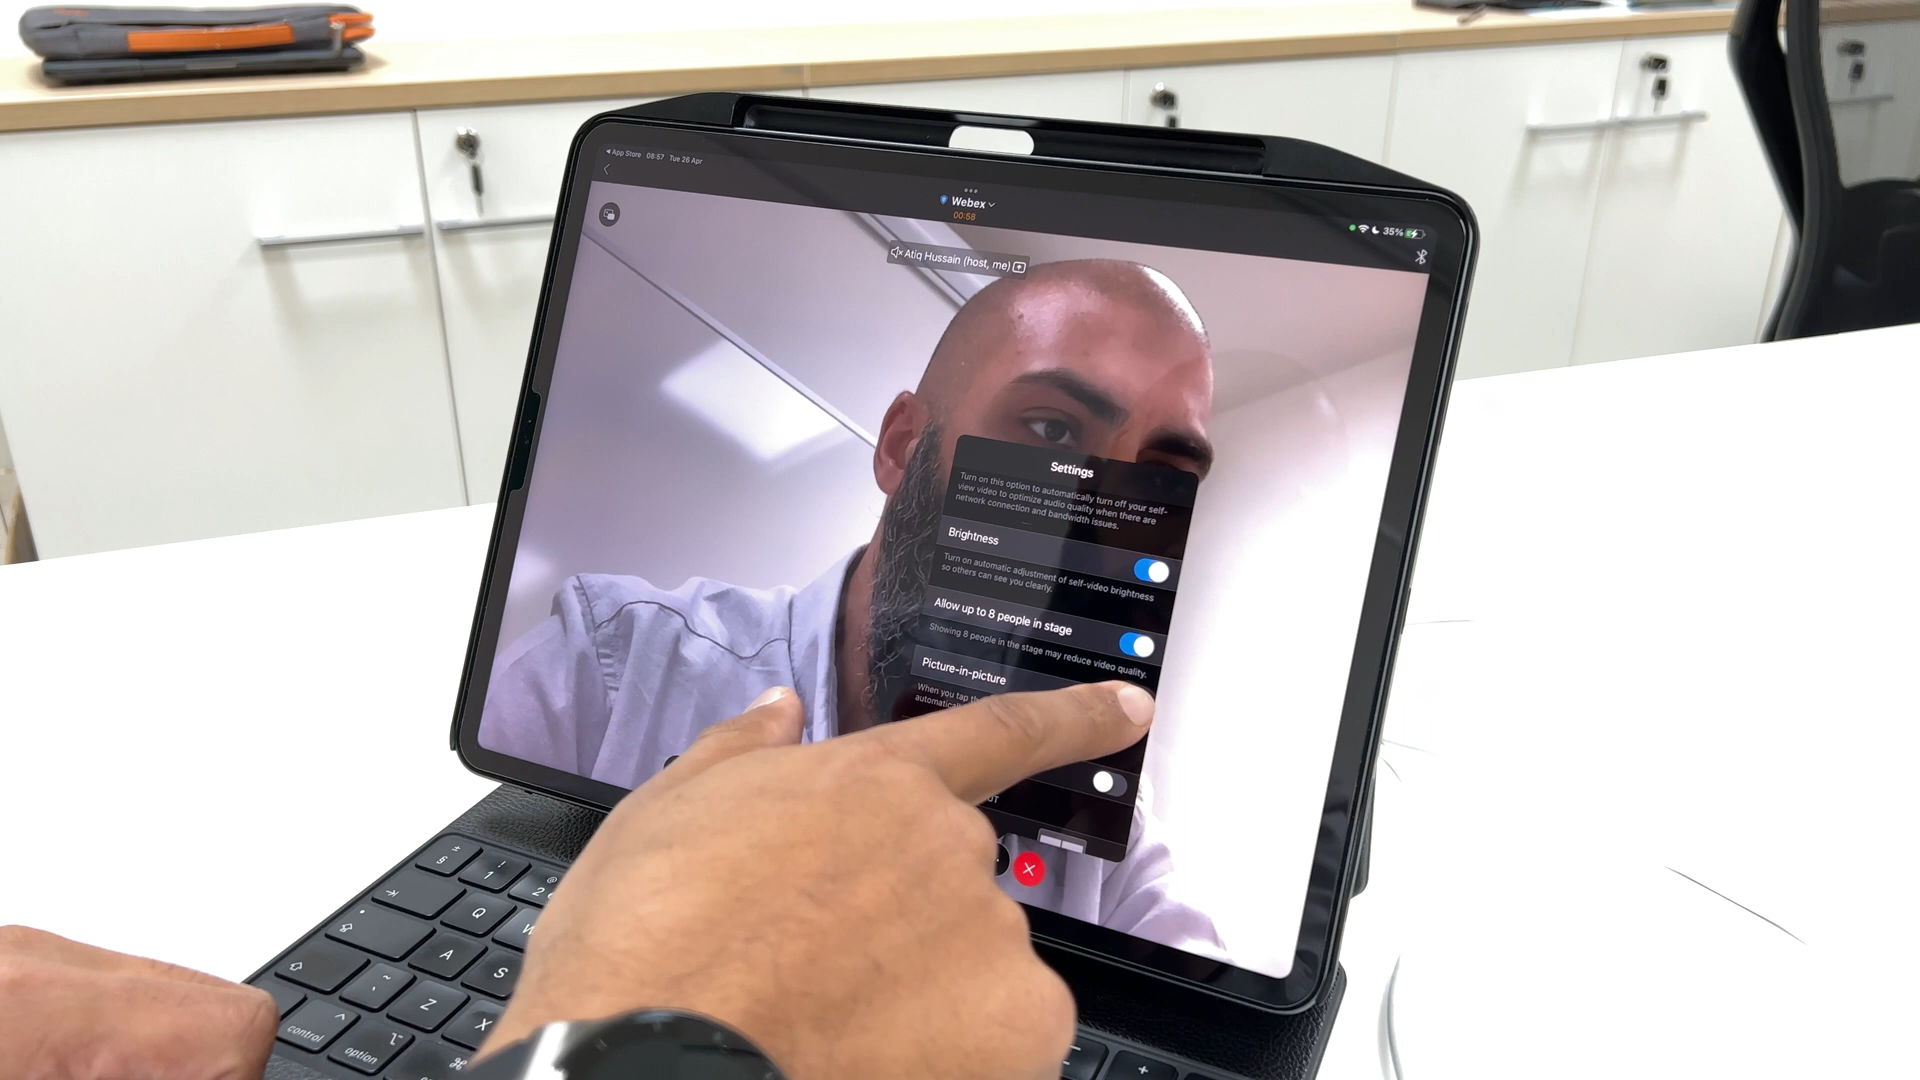 App Store 08:57 Tue 26 Apr
Webex
00:58
35%
Atiq Hussain (host, me)
Settings
Turn on this option to automatically turn off your self-
view video to optimize audio quality when there are
network connection and bandwidth issues.
Brightness
Turn on automatic adjustment of self-video brightness
so others can see you clearly.
Allow up to 8 people in stage
Showing 8 people in the stage may reduce video quality.
Picture-in-picture
When you tap
§ 1 2
Q W
A S
Z X
control option ⌘
+